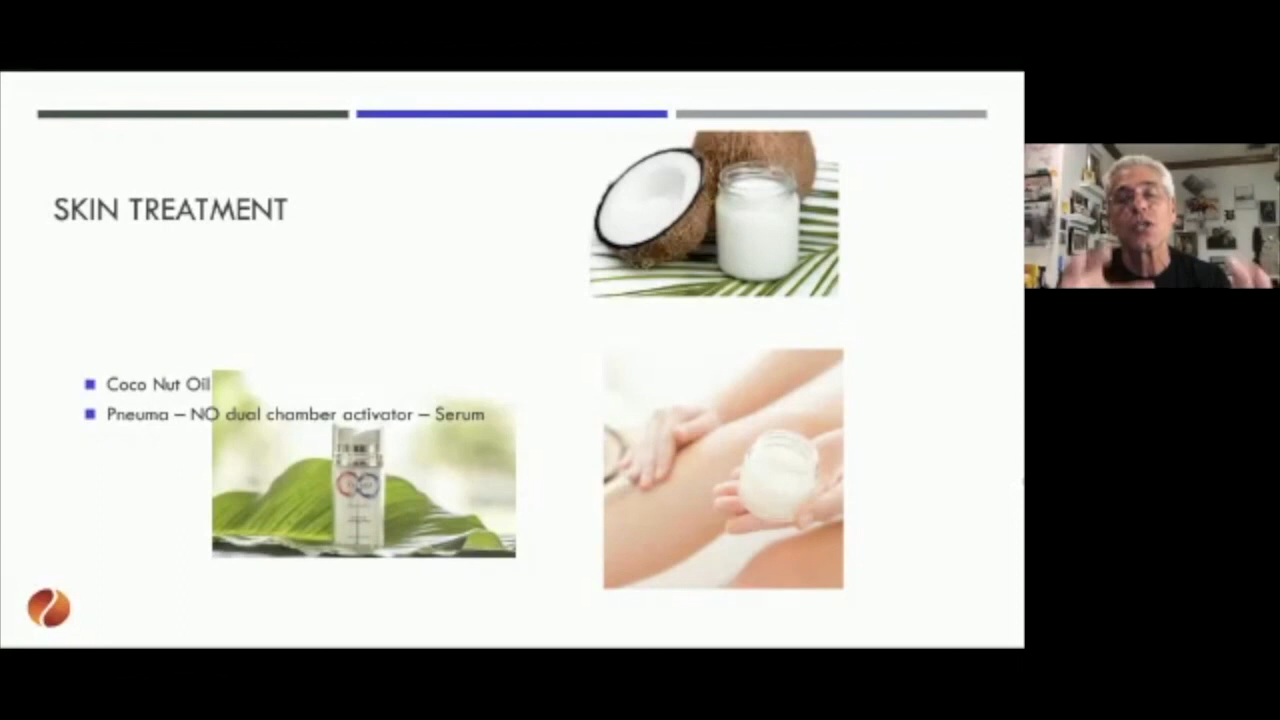 SKIN TREATMENT
Coco Nut Oil
Pneuma – NO dual chamber activator – Serum